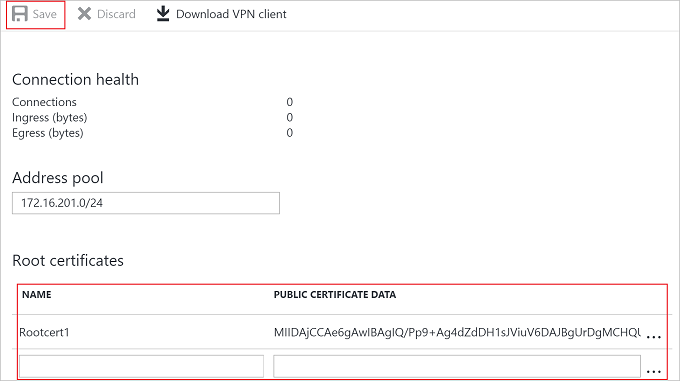 Save Discard Download VPN client
Connection health
Connections 0
Ingress (bytes) 0
Egress (bytes) 0
Address pool
172.16.201.0/24
Root certificates
NAME PUBLIC CERTIFICATE DATA
Rootcert1 MIIDAjCCAe6gAwIBAgIQ/Pp9+Ag4dZdDH1sJViuV6DAJBgUrDgMCHQU ...
...